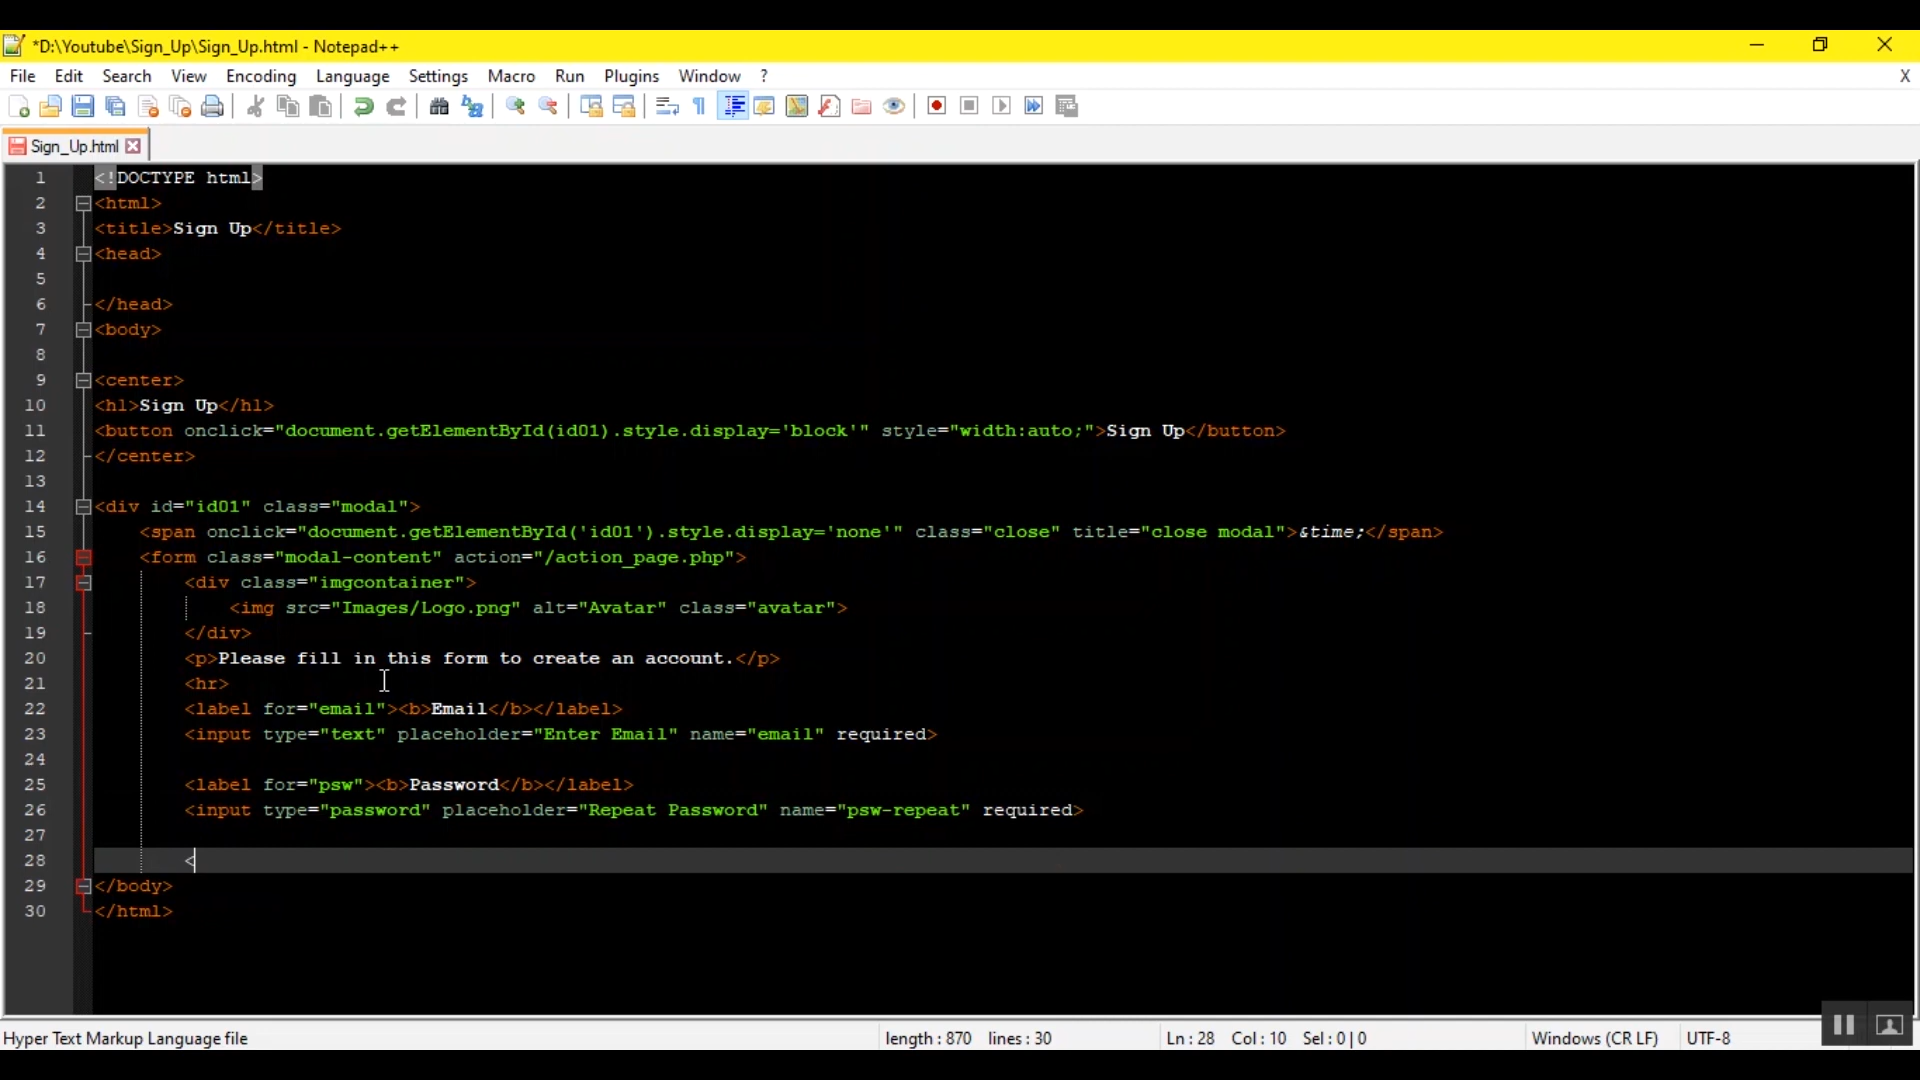 *D:\Youtube\Sign_Up\Sign_Up.html - Notepad++
File Edit Search View Encoding Language Settings Macro Run Plugins Window ? X
Sign_Up.html
1 <!DOCTYPE html>
2 <html>
3 <title>Sign Up</title>
4 <head>
5
6 </head>
7 <body>
8
9 <center>
10 <h1>Sign Up</h1>
11 <button onclick="document.getElementById(id01).style.display='block'" style="width:auto;">Sign Up</button>
12 </center>
13
14 <div id="id01" class="modal">
15 <span onclick="document.getElementById('id01').style.display='none'" class="close" title="close modal">&time;</span>
16 <form class="modal-content" action="/action_page.php">
17 <div class="imgcontainer">
18 <img src="Images/Logo.png" alt="Avatar" class="avatar">
19 </div>
20 <p>Please fill in this form to create an account.</p>
21 <hr>
22 <label for="email"><b>Email</b></label>
23 <input type="text" placeholder="Enter Email" name="email" required>
24
25 <label for="psw"><b>Password</b></label>
26 <input type="password" placeholder="Repeat Password" name="psw-repeat" required>
27
28 <
29 </body>
30 </html>
Hyper Text Markup Language file length : 870 lines : 30 Ln : 28 Col : 10 Sel : 0 | 0 Windows (CR LF) UTF-8